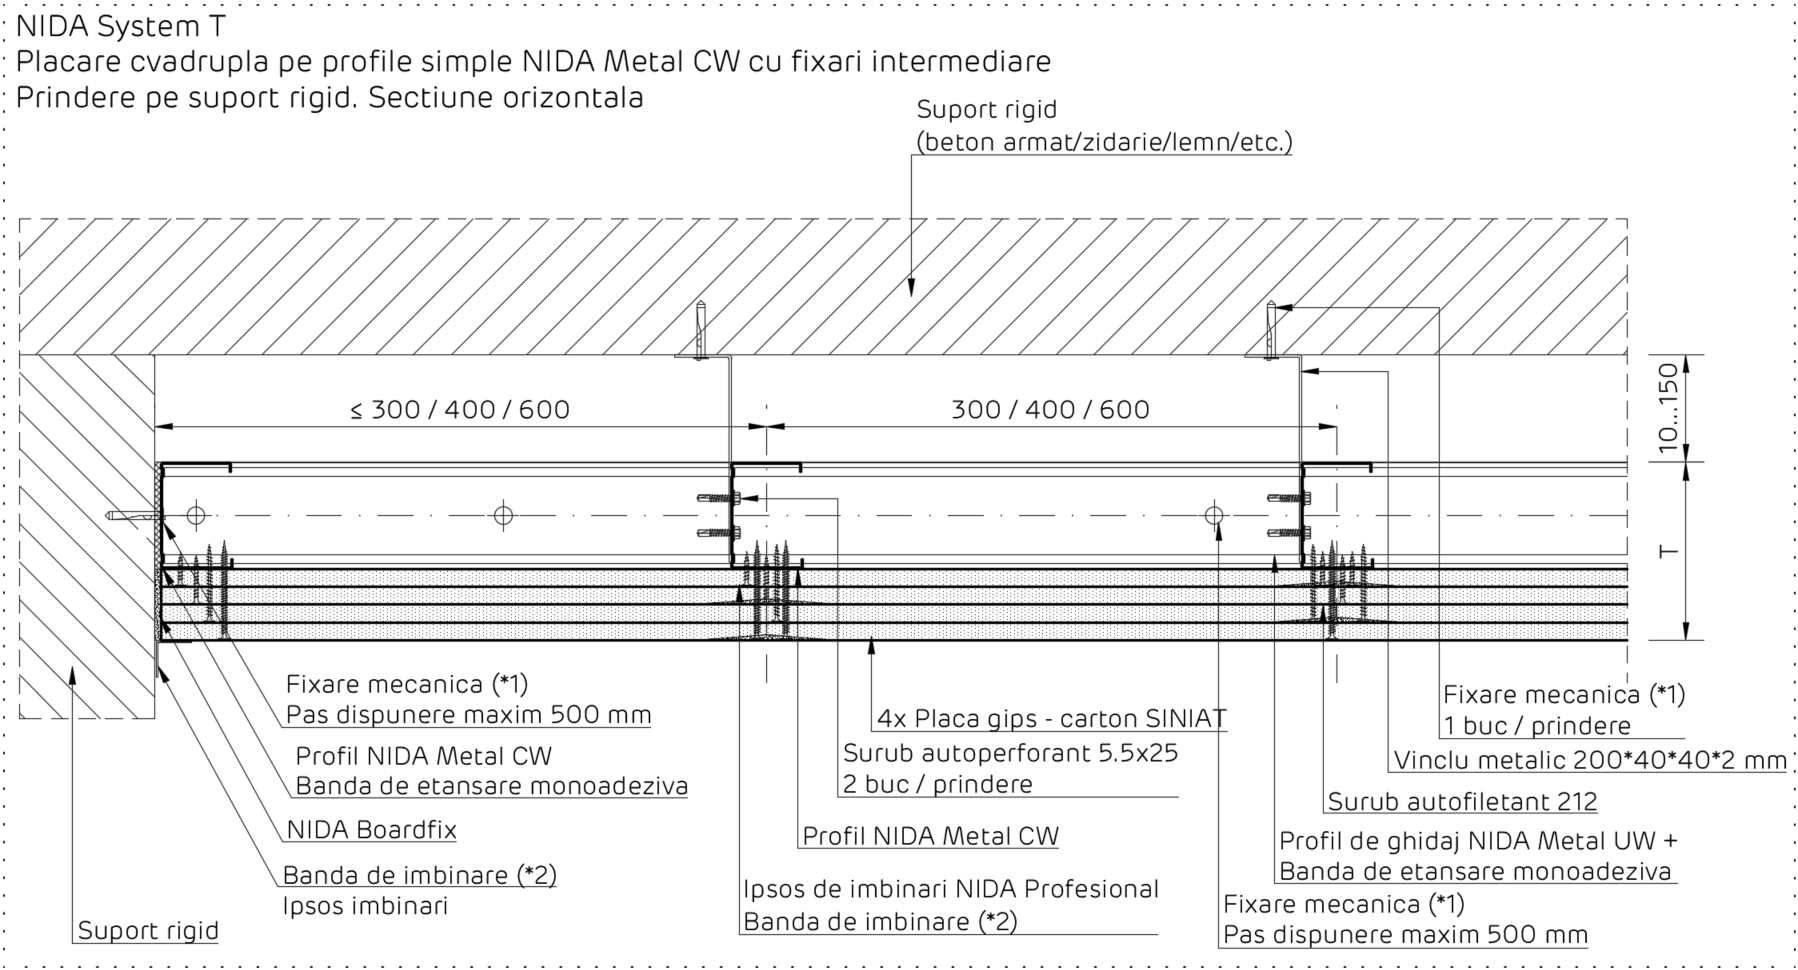 NIDA System T
Placare cvadrupla pe profile simple NIDA Metal CW cu fixari intermediare
Prindere pe suport rigid. Sectiune orizontala
Suport rigid
(beton armat/zidarie/lemn/etc.)
≤ 300 / 400 / 600
300 / 400 / 600
10...150
T
Fixare mecanica (*1)
Pas dispunere maxim 500 mm
Profil NIDA Metal CW
Banda de etansare monoadeziva
NIDA Boardfix
Banda de imbinare (*2)
Ipsos imbinari
Suport rigid
4x Placa gips - carton SINIAT
Surub autoperforant 5.5x25
2 buc / prindere
Profil NIDA Metal CW
Ipsos de imbinari NIDA Profesional
Banda de imbinare (*2)
Fixare mecanica (*1)
1 buc / prindere
Vinclu metalic 200*40*40*2 mm
Surub autofiletant 212
Profil de ghidaj NIDA Metal UW +
Banda de etansare monoadeziva
Fixare mecanica (*1)
Pas dispunere maxim 500 mm